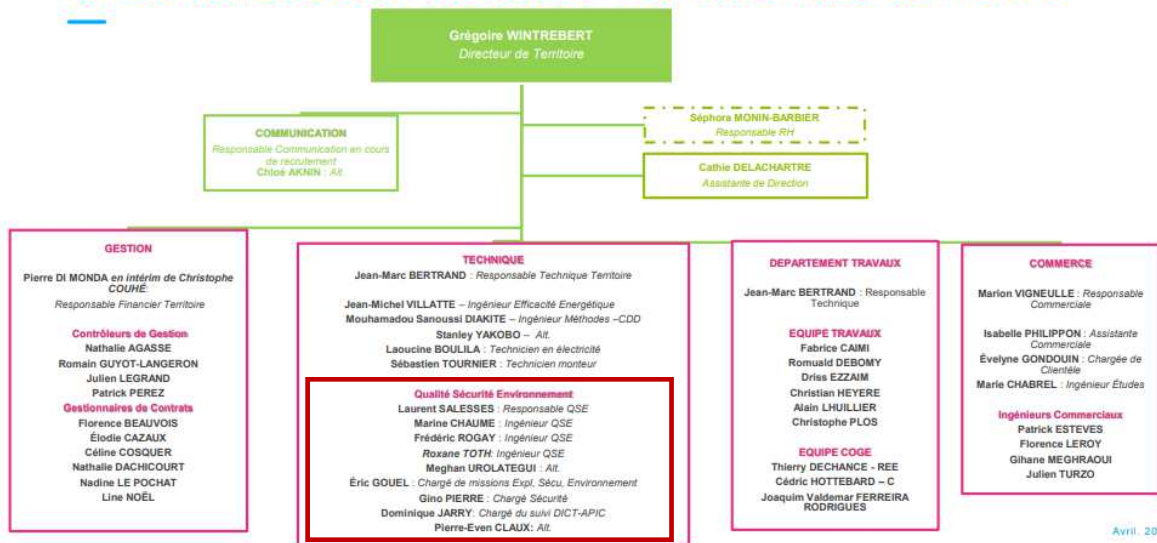 Grégoire WINTREBERT
Directeur de Territoire
COMMUNICATION
Responsable Communication en cours
de recrutement
Chloé AKNIN : Alt.
Séphora MONIN-BARBIER
Responsable RH
Cathie DELACHARTRE
Assistante de Direction
GESTION
Pierre DI MONDA en intérim de Christophe
COUHÉ:
Responsable Financier Territoire
Contrôleurs de Gestion
Nathalie AGASSE
Romain GUYOT-LANGERON
Julien LEGRAND
Patrick PEREZ
Gestionnaires de Contrats
Florence BEAUVOIS
Élodie CAZAUX
Céline COSQUER
Nathalie DACHICOURT
Nadine LE POCHAT
Line NOËL
TECHNIQUE
Jean-Marc BERTRAND : Responsable Technique Territoire
Jean-Michel VILLATTE – Ingénieur Efficacité Energétique
Mouhamadou Sanoussi DIAKITE – Ingénieur Méthodes –CDD
Stanley YAKOBO – Alt.
Laoucine BOULILA : Technicien en électricité
Sébastien TOURNIER : Technicien monteur
Qualité Sécurité Environnement
Laurent SALESSES : Responsable QSE
Marine CHAUME : Ingénieur QSE
Frédéric ROGAY : Ingénieur QSE
Roxane TOTH: Ingénieur QSE
Meghan UROLATEGUI : Alt.
Éric GOUEL : Chargé de missions Expl, Sécu, Environnement
Gino PIERRE : Chargé Sécurité
Dominique JARRY: Chargé du suivi DICT-APIC
Pierre-Even CLAUX: Alt.
DEPARTEMENT TRAVAUX
Jean-Marc BERTRAND : Responsable
Technique
EQUIPE TRAVAUX
Fabrice CAIMI
Romuald DEBOMY
Driss EZZAIM
Christian HEYERE
Alain LHUILLIER
Christophe PLOS
EQUIPE COGE
Thierry DECHANCE - REE
Cédric HOTTEBARD – C
Joaquim Valdemar FERREIRA
RODRIGUES
COMMERCE
Marion VIGNEULLE : Responsable
Commerciale
Isabelle PHILIPPON : Assistante
Commerciale
Évelyne GONDOUIN : Chargée de
Clientèle
Marie CHABREL : Ingénieur Études
Ingénieurs Commerciaux
Patrick ESTEVES
Florence LEROY
Gihane MEGHRAOUI
Julien TURZO
Avril. 20